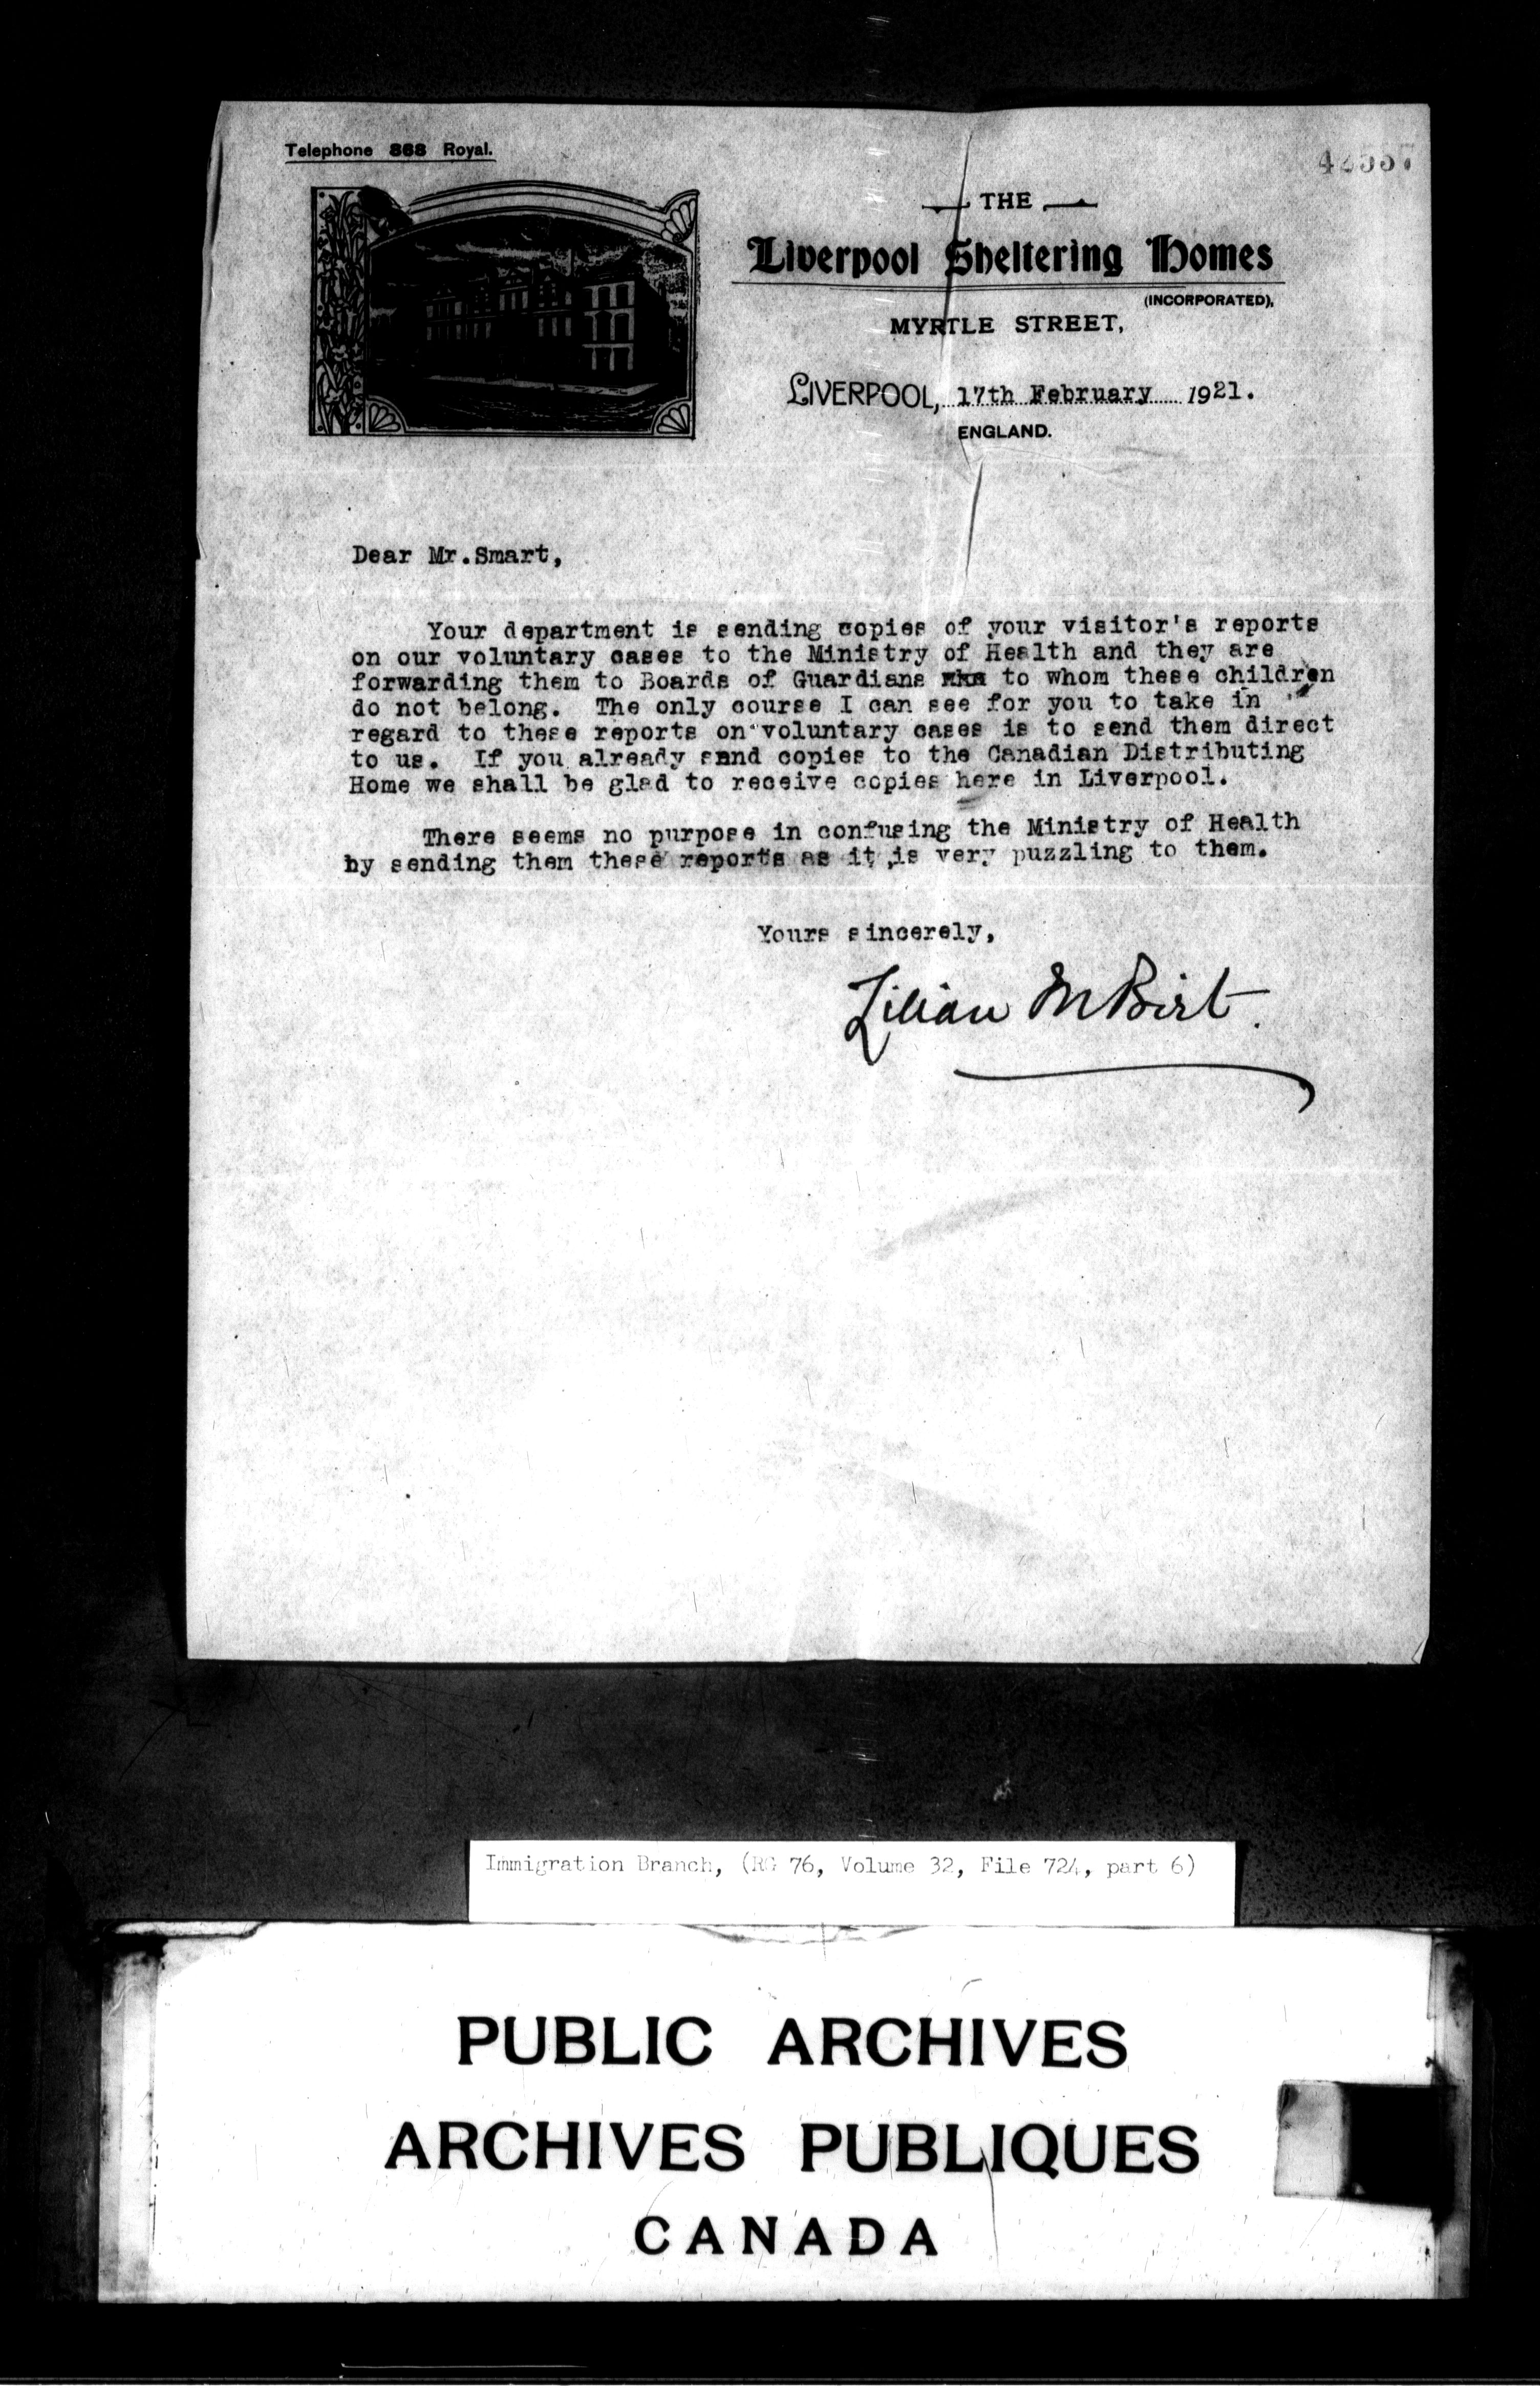 Telephone 868 Royal.
42557
THE
Liverpool Sheltering Homes
(INCORPORATED),
MYRTLE STREET,
LIVERPOOL, 17th February 1921.
ENGLAND.
Dear Mr.Smart,
Your department is sending copies of your visitor's reports
on our voluntary cases to the Ministry of Health and they are
forwarding them to Boards of Guardians to whom these children
do not belong. The only course I can see for you to take in
regard to these reports on voluntary cases is to send them direct
to us. If you already send copies to the Canadian Distributing
Home we shall be glad to receive copies here in Liverpool.
There seems no purpose in confusing the Ministry of Health
by sending them these reports as it is very puzzling to them.
Yours sincerely,
Lilian M Birt.
Immigration Branch, (RG 76, Volume 32, File 724, part 6)
PUBLIC ARCHIVES
ARCHIVES PUBLIQUES
CANADA